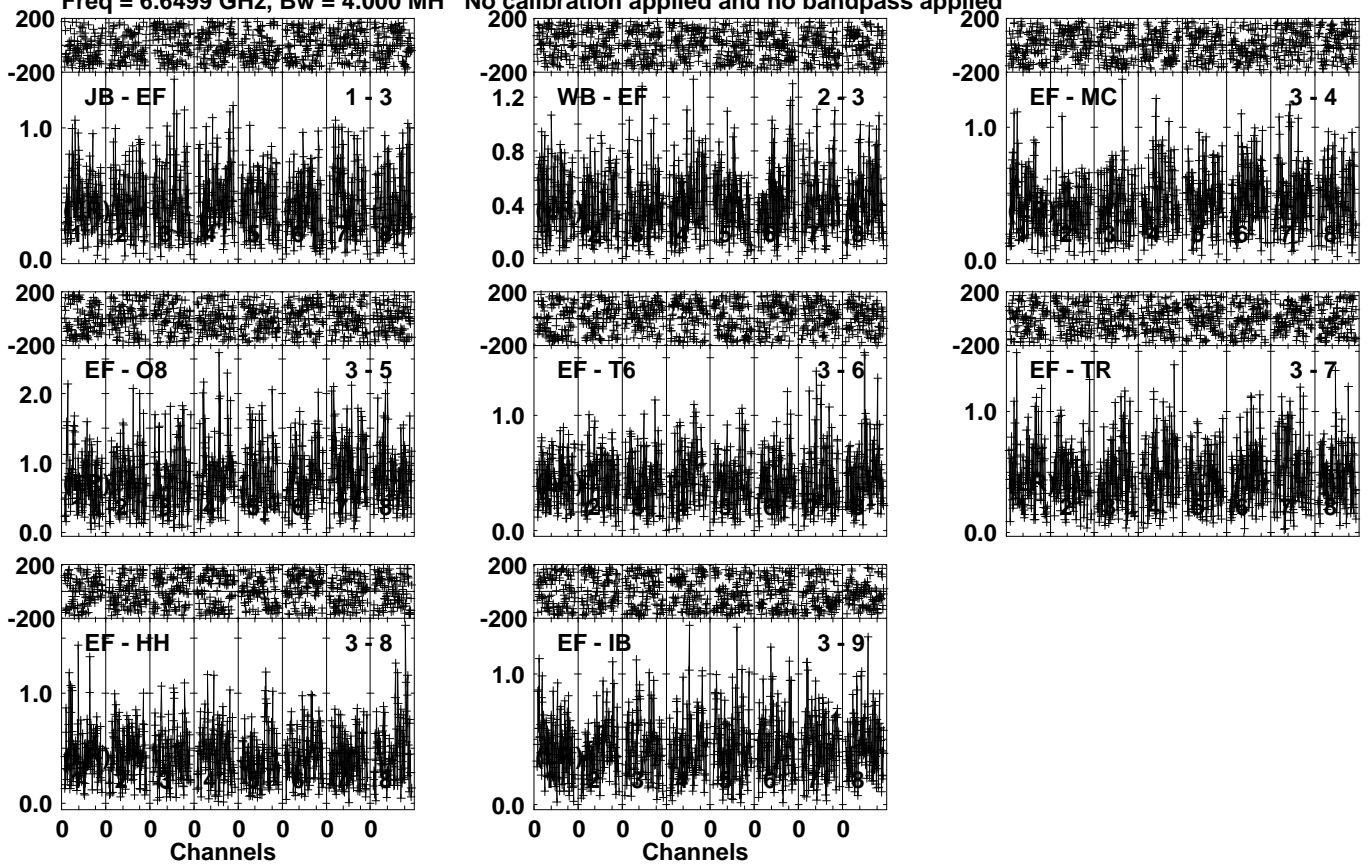 Freq = 6.6499 GHz, Bw = 4.000 MH No calibration applied and no bandpass applied
200 200 200
-200 -200 -200
JB - EF 1 - 3 WB - EF 2 - 3 EF - MC 3 - 4
1.0 1.2 1.0
0.8
0.4
0.0 0.0 0.0
200 200 200
-200 -200 -200
EF - O8 3 - 5 EF - T6 3 - 6 EF - TR 3 - 7
2.0 1.0 1.0
1.0
0.0 0.0 0.0
200 200
-200 -200
EF - HH 3 - 8 EF - IB 3 - 9
1.0 1.0
0.0 0.0
0 0 0 0 0 0 0 0 0 0 0 0 0 0 0 0
Channels Channels